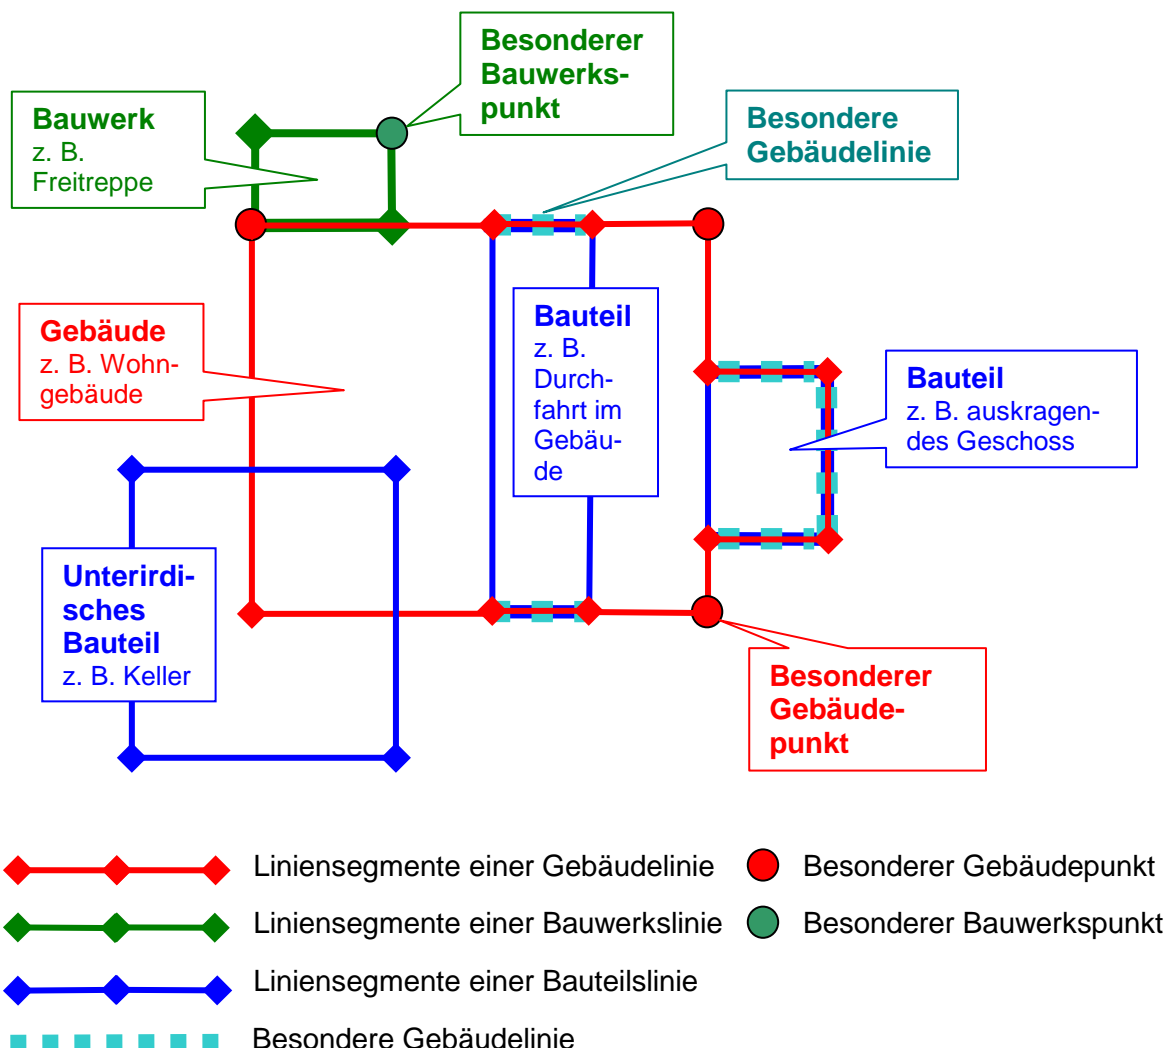 Besonderer
Bauwerks-
punkt
Bauwerk
z. B.
Freitreppe
Besondere
Gebäudelinie
Gebäude
z. B. Wohn-
gebäude
Bauteil
z. B.
Durch-
fahrt im
Gebäu-
de
Bauteil
z. B. auskragen-
des Geschoss
Unterirdi-
sches
Bauteil
z. B. Keller
Besonderer
Gebäude-
punkt
Liniensegmente einer Gebäudelinie
Besonderer Gebäudepunkt
Liniensegmente einer Bauwerkslinie
Besonderer Bauwerkspunkt
Liniensegmente einer Bauteilslinie
Besondere Gebäudelinie